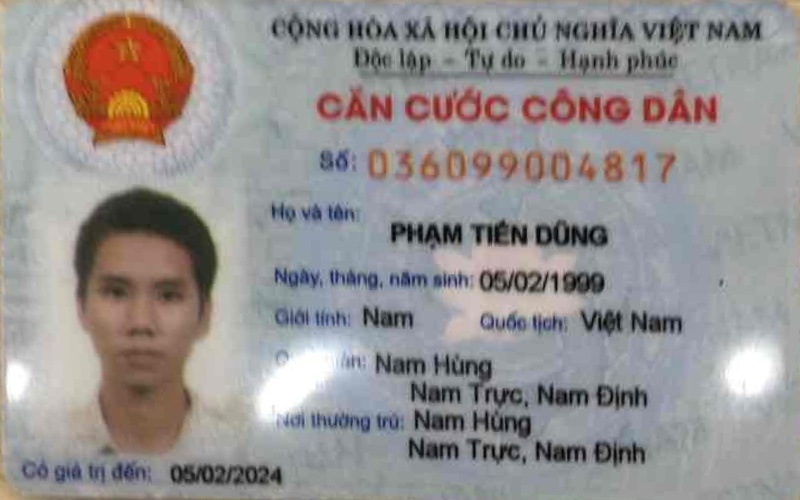 CỘNG HÒA XÃ HỘI CHỦ NGHĨA VIỆT NAM
Độc lập - Tự do - Hạnh phúc
CĂN CƯỚC CÔNG DÂN
Số: 036099004817
Họ và tên:
PHẠM TIẾN DŨNG
Ngày, tháng, năm sinh: 05/02/1999
Giới tính: Nam Quốc tịch: Việt Nam
Nam Hùng
Nam Trực, Nam Định
Nơi thường trú: Nam Hùng
Nam Trực, Nam Định
Có giá trị đến: 05/02/2024